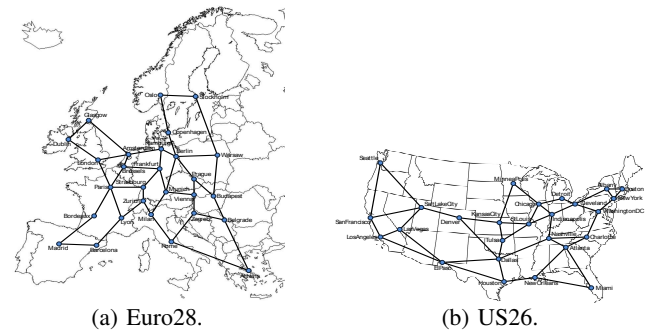 Oslo
Stockholm
Glasgow
Copenhagen
Dublin
Amsterdam
Hamburg
Berlin
London
Brussels
Frankfurt
Warsaw
Paris
Strasbourg
Prague
Munich
Zurich
Vienna
Budapest
Bordeaux
Lyon
Milan
Zagreb
Belgrade
Madrid
Barcelona
Rome
Athens
(a) Euro28.
Seattle
Minneapolis
SaltLakeCity
Chicago
Detroit
Cleveland
Albany
Boston
NewYork
SanFrancisco
Denver
KansasCity
StLouis
Indianapolis
WashingtonDC
LasVegas
LosAngeles
Tulsa
Nashville
Charlotte
Atlanta
ElPaso
Dallas
Houston
NewOrleans
Miami
(b) US26.